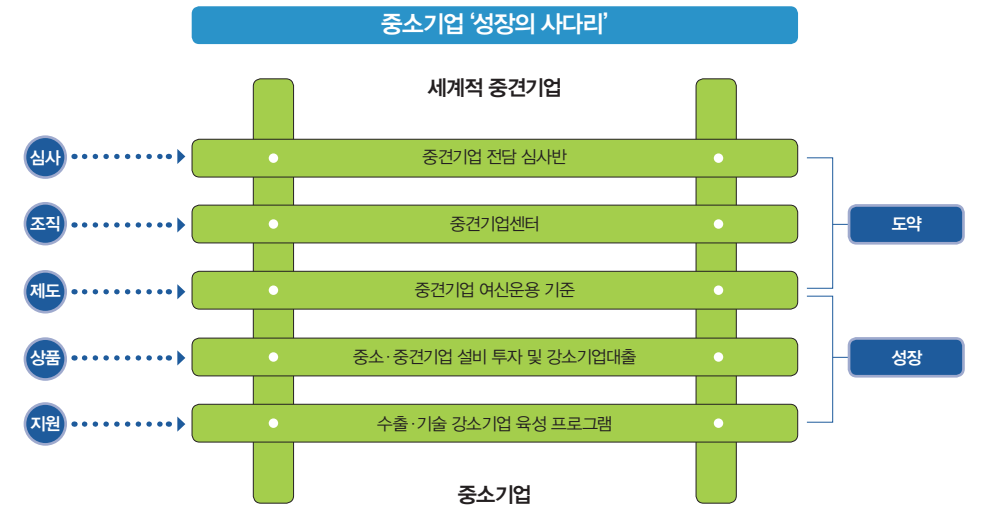 중소기업 ‘성장의 사다리’
세계적 중견기업
심사
중견기업 전담 심사반
조직
중견기업센터
도약
제도
중견기업 여신운용 기준
상품
중소·중견기업 설비 투자 및 강소기업대출
성장
지원
수출·기술 강소기업 육성 프로그램
중소기업